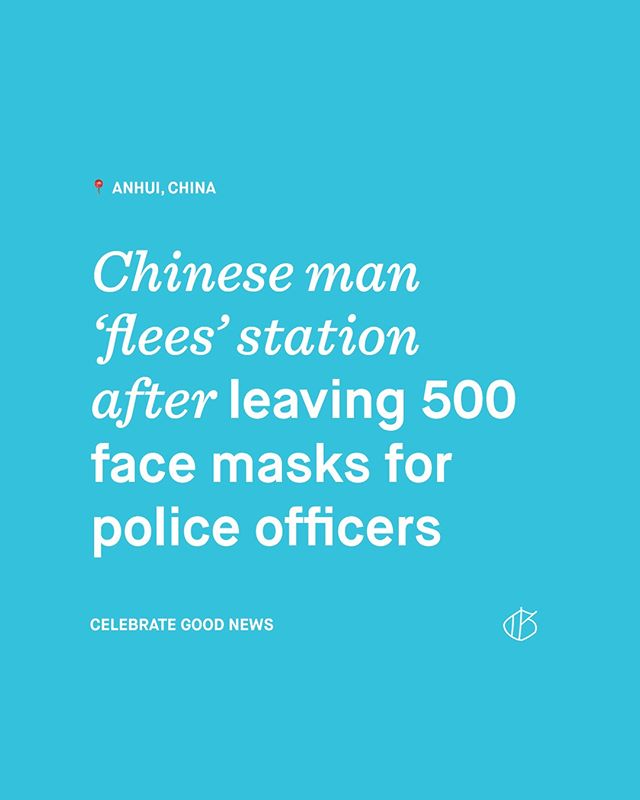 📍 ANHUI, CHINA
Chinese man
‘flees’ station
after leaving 500
face masks for
police officers
CELEBRATE GOOD NEWS